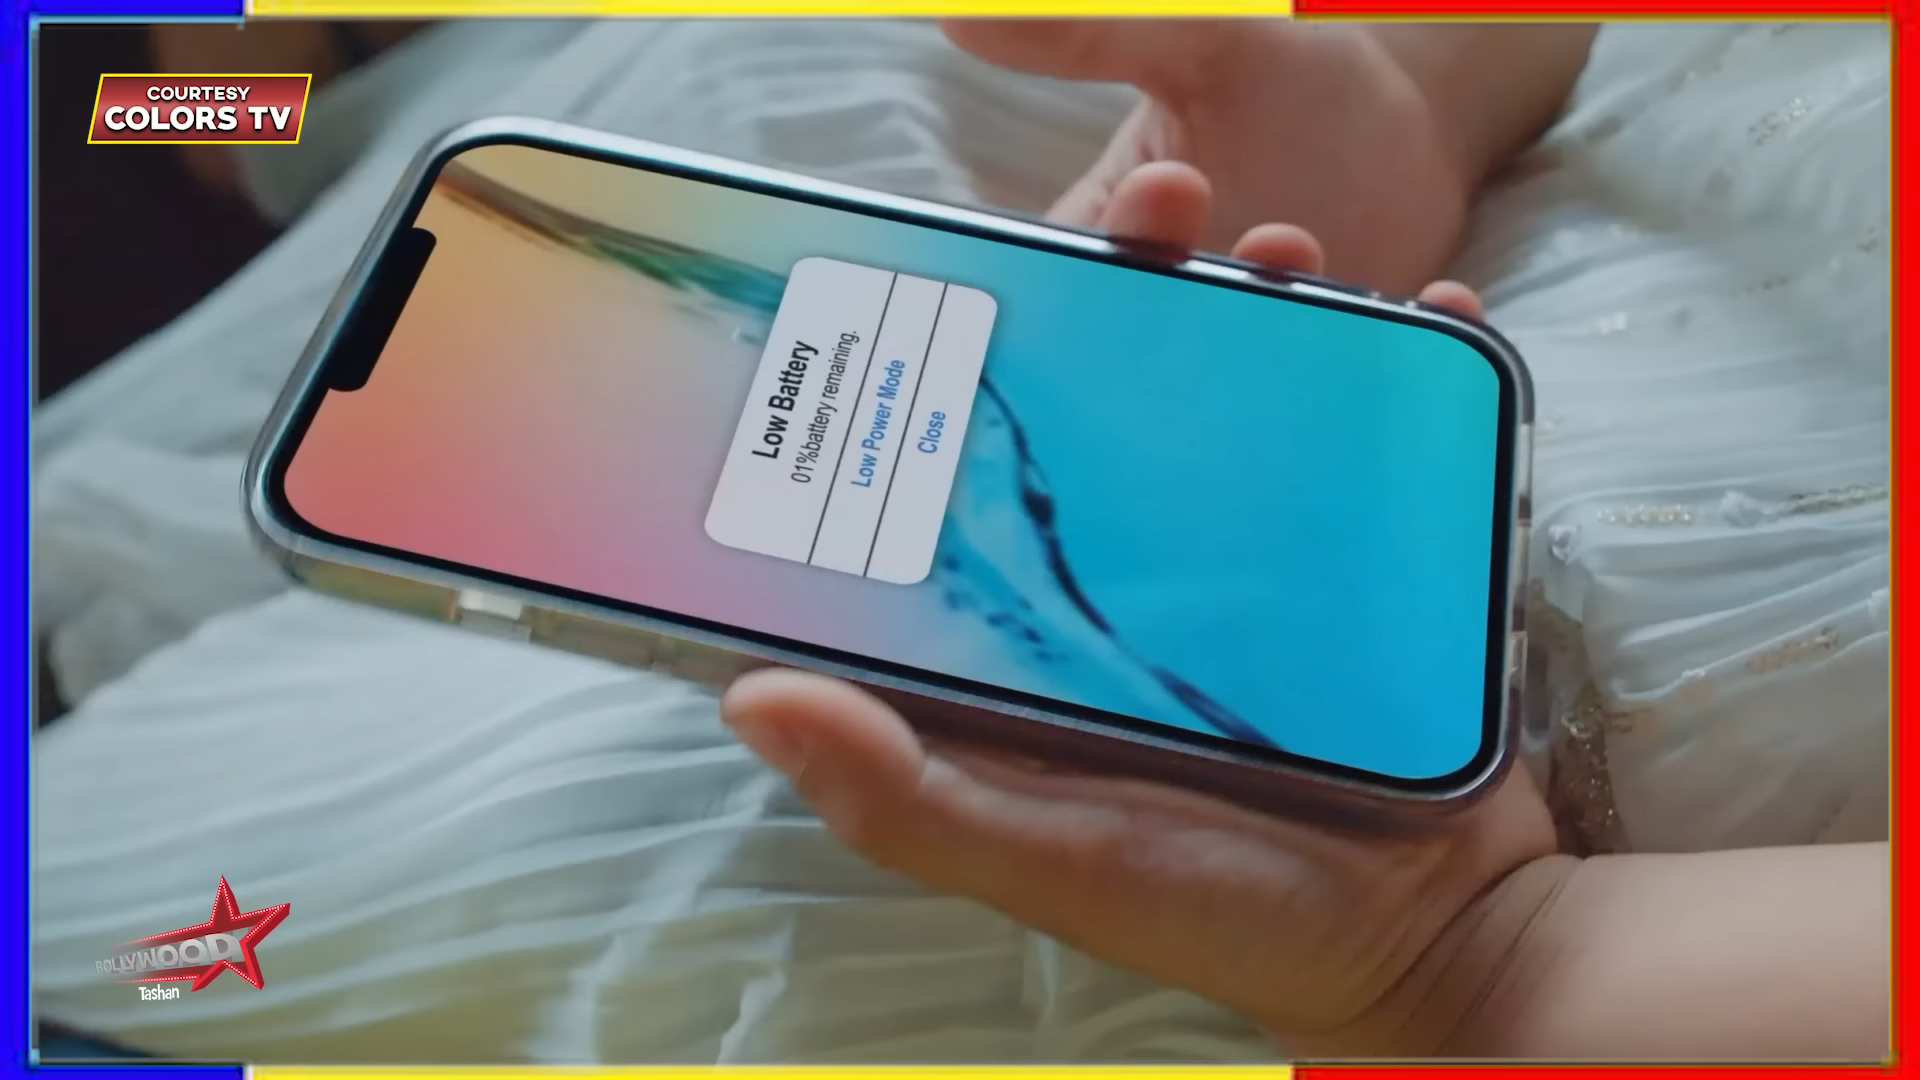 COURTESY
COLORS TV
Low Battery
01%battery remaining.
Low Power Mode
Close
BOLLYWOOD
Tashan